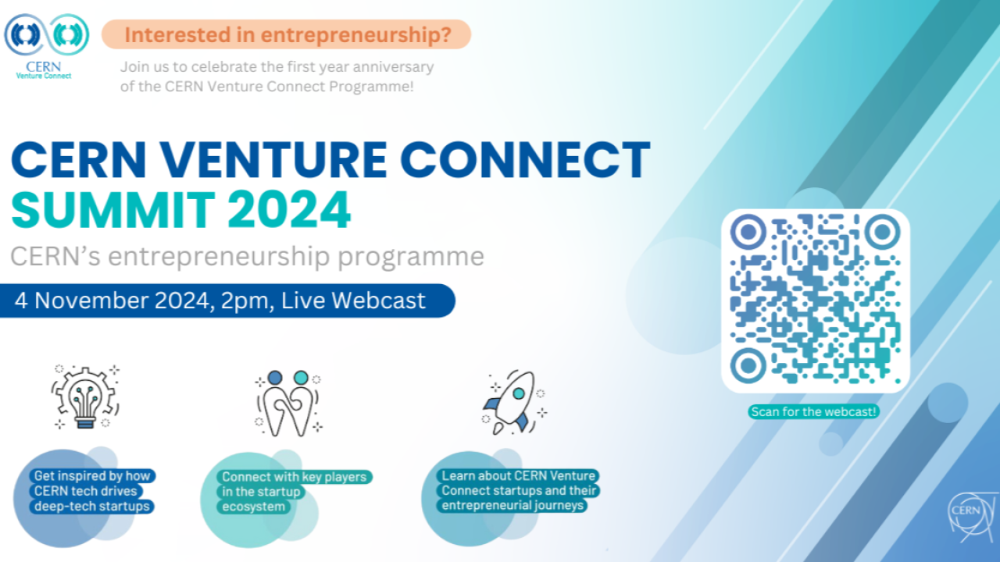 CERN
Venture Connect
Interested in entrepreneurship?
Join us to celebrate the first year anniversary
of the CERN Venture Connect Programme!
CERN VENTURE CONNECT
SUMMIT 2024
CERN’s entrepreneurship programme
4 November 2024, 2pm, Live Webcast
Scan for the webcast!
Get inspired by how
CERN tech drives
deep-tech startups
Connect with key players
in the startup
ecosystem
Learn about CERN Venture
Connect startups and their
entrepreneurial journeys
CERN